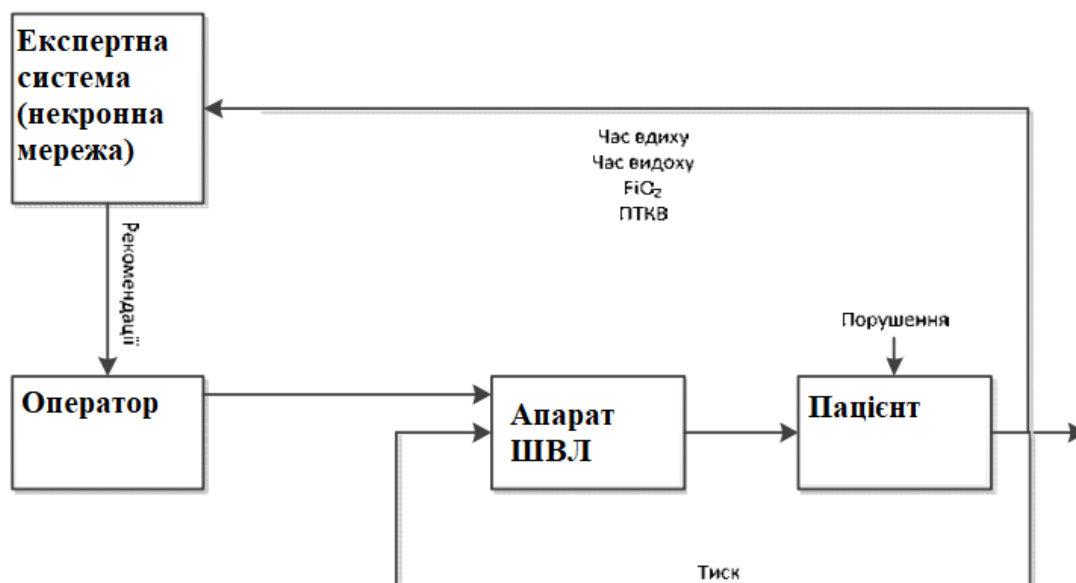 Експертна
система
(некронна
мережа)
Час вдиху
Час видоху
FiO₂
ПТКВ
Рекомендації
Порушення
Оператор
Апарат
ШВЛ
Пацієнт
Тиск